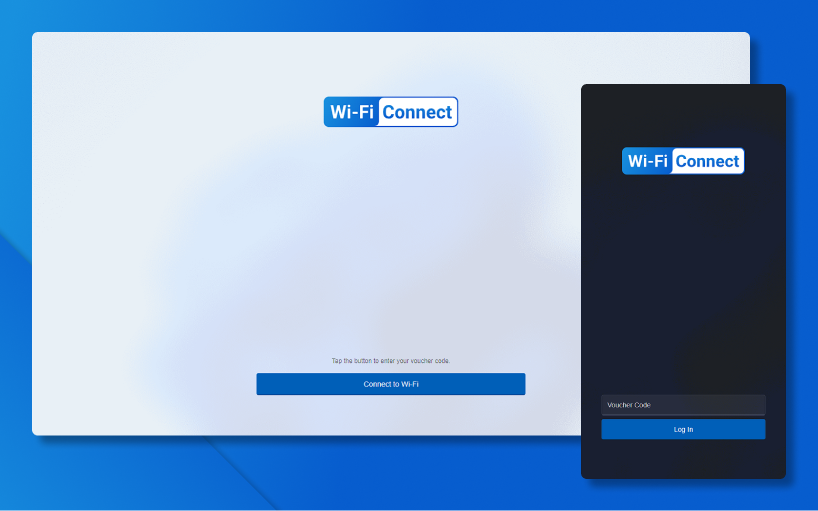 Wi-Fi Connect
Tap the button to enter your voucher code.
Connect to Wi-Fi
Wi-Fi Connect
Voucher Code
Log In